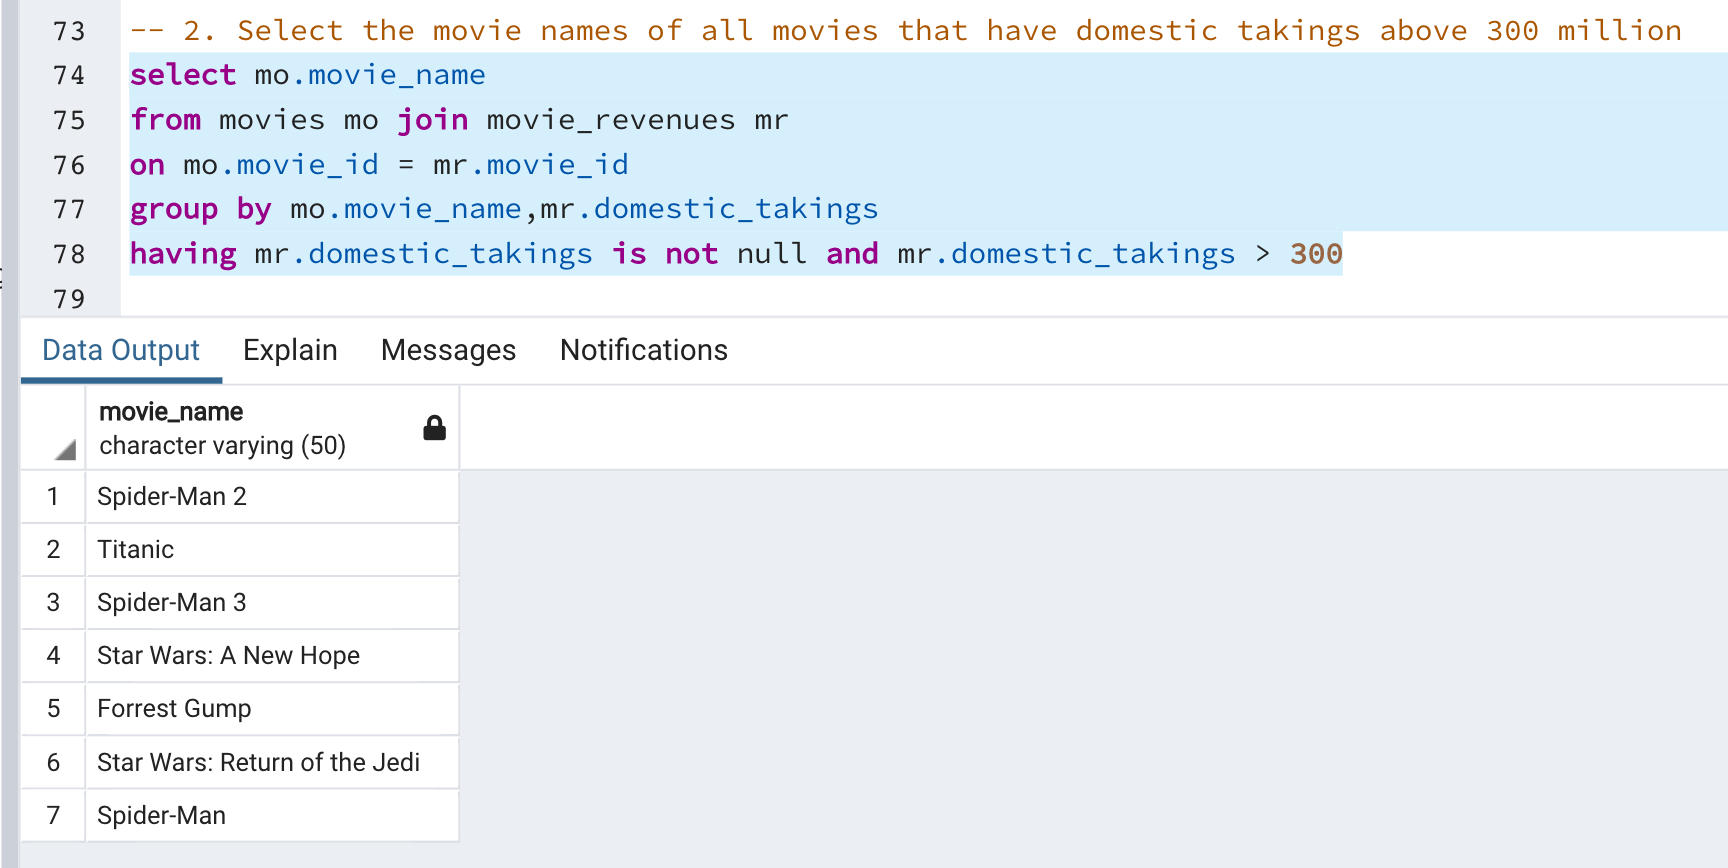 73 -- 2. Select the movie names of all movies that have domestic takings above 300 million
74 select mo.movie_name
75 from movies mo join movie_revenues mr
76 on mo.movie_id = mr.movie_id
77 group by mo.movie_name,mr.domestic_takings
78 having mr.domestic_takings is not null and mr.domestic_takings > 300
79
Data Output Explain Messages Notifications
movie_name
character varying (50)
1 Spider-Man 2
2 Titanic
3 Spider-Man 3
4 Star Wars: A New Hope
5 Forrest Gump
6 Star Wars: Return of the Jedi
7 Spider-Man